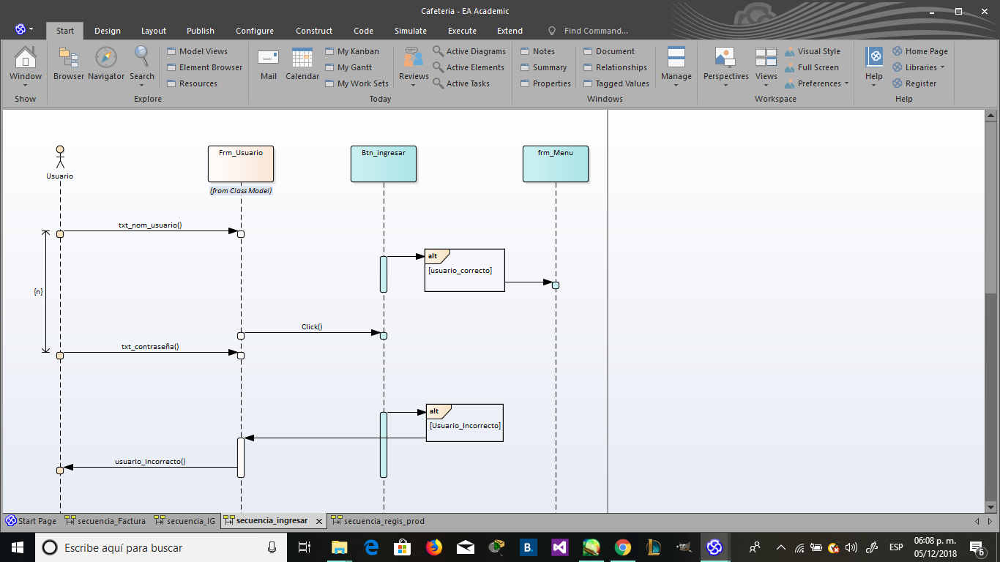 Cafeteria - EA Academic
Start Design Layout Publish Configure Construct Code Simulate Execute Extend Find Command...
Window Browser Navigator Search Model Views Mail Calendar My Kanban Reviews Active Diagrams Notes Document Manage Perspectives Views Visual Style Help Home Page
Element Browser My Gantt Active Elements Summary Relationships Full Screen Libraries
Resources My Work Sets Active Tasks Properties Tagged Values Preferences Register
Show Explore Today Windows Workspace Help
Frm_Usuario Btn_ingresar frm_Menu
Usuario
(from Class Model)
txt_nom_usuario()
alt
[usuario_correcto]
{n}
Click()
txt_contraseña()
alt
[Usuario_Incorrecto]
usuario_incorrecto()
Start Page secuencia_Factura secuencia_IG secuencia_ingresar secuencia_regis_prod
Escribe aquí para buscar
B.
ESP
06:08 p. m.
05/12/2018
6